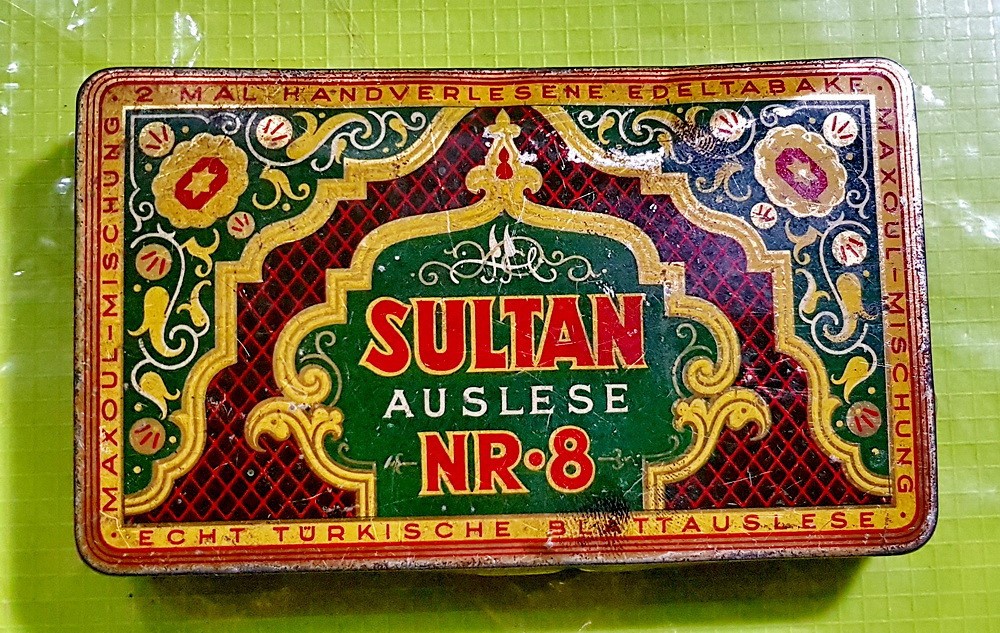 · 2 MAL HANDVERLESENE EDELTABAKE ·
MAXOUL-MISCHUNG
MAXOUL-MISCHUNG
SULTAN
AUSLESE
NR·8
· ECHT TÜRKISCHE BLATTAUSLESE ·